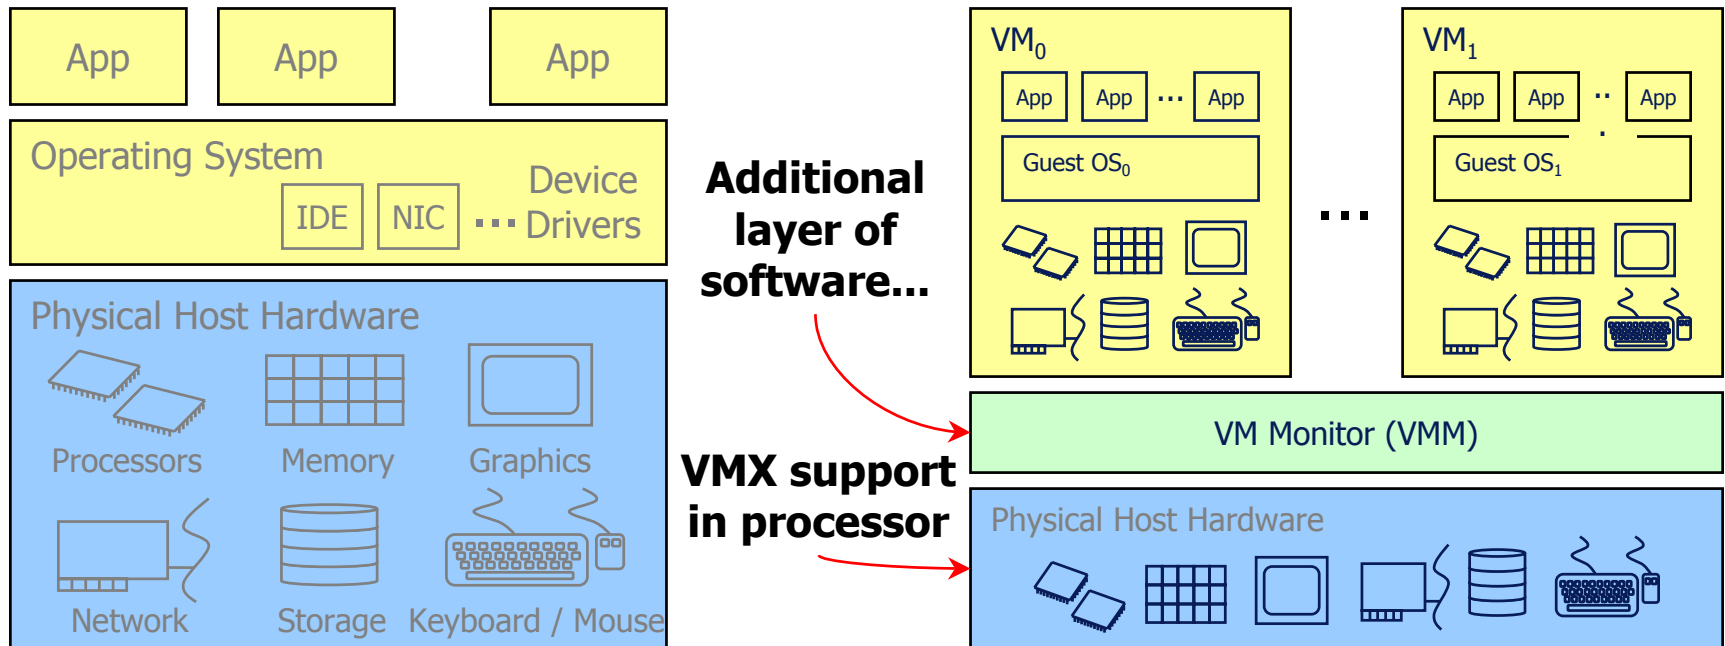 App
App
App
Operating System
IDE
NIC
...
Device
Drivers
Physical Host Hardware
Processors
Memory
Graphics
Network
Storage
Keyboard / Mouse
Additional
layer of
software...
VMX support
in processor
VM₀
App
App
...
App
Guest OS₀
...
VM₁
App
App
...
App
Guest OS₁
VM Monitor (VMM)
Physical Host Hardware